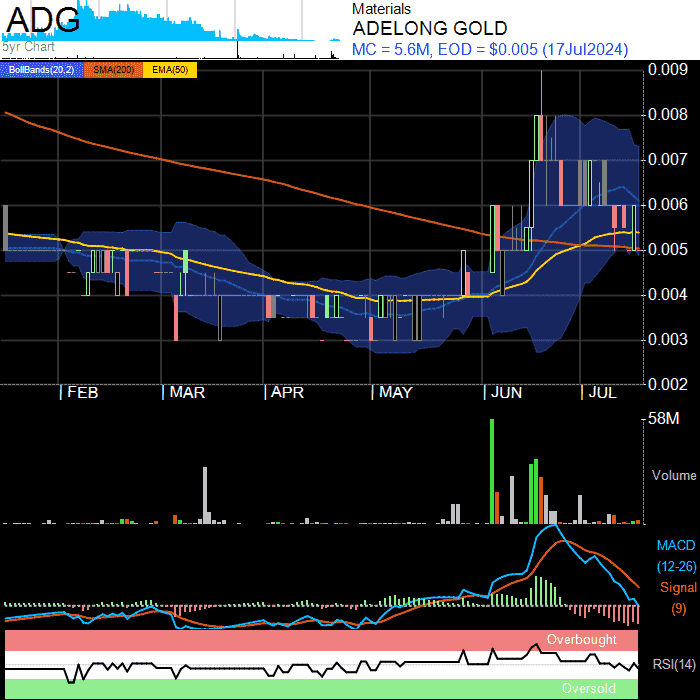 ADG
5yr Chart
Materials
ADELONG GOLD
MC = 5.6M, EOD = $0.005 (17Jul2024)
BollBands(20,2) SMA(200) EMA(50)
0.009
0.008
0.007
0.006
0.005
0.004
0.003
0.002
FEB MAR APR MAY JUN JUL
58M
Volume
MACD
(12-26)
Signal
(9)
Overbought
RSI(14)
Oversold